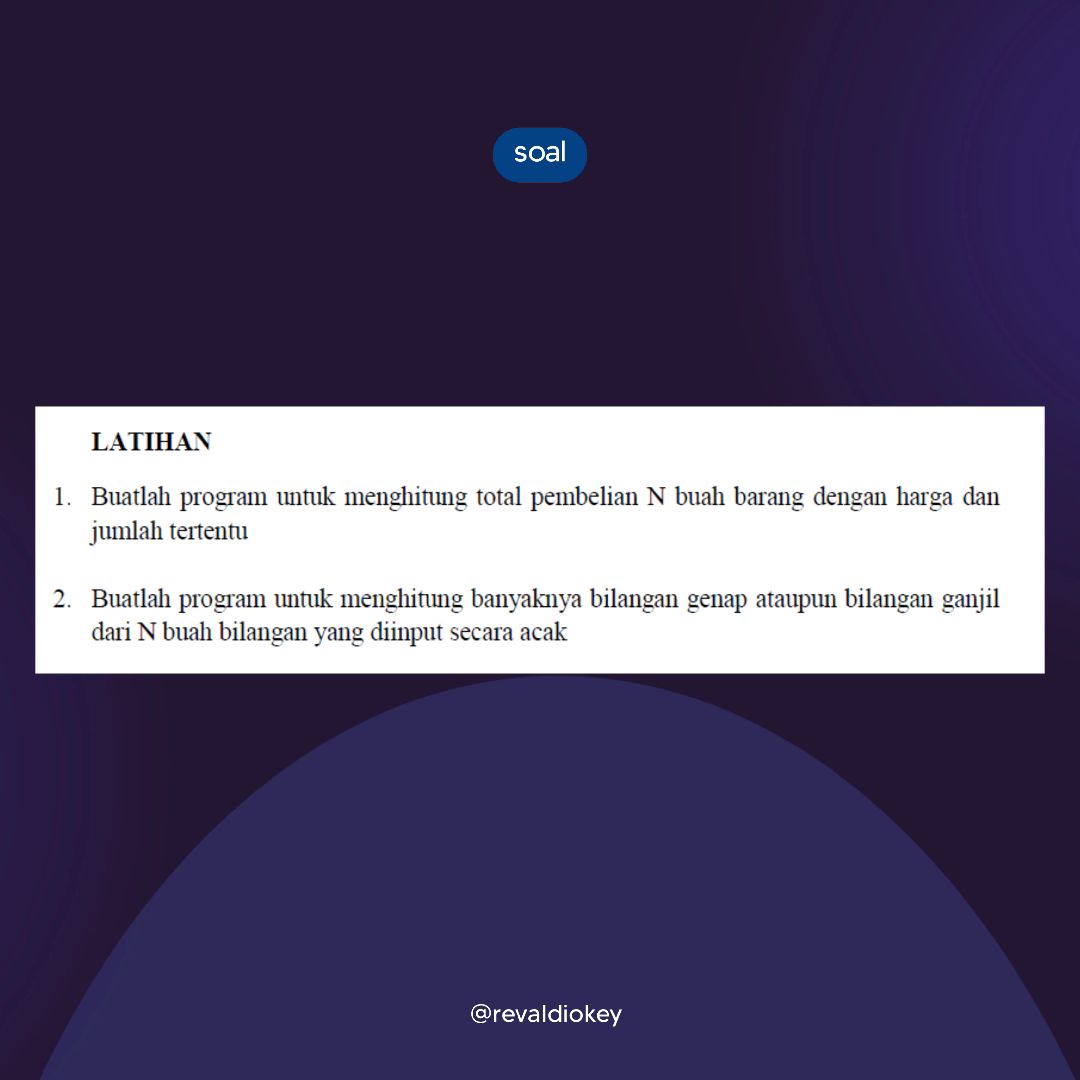 soal
LATIHAN
1. Buatlah program untuk menghitung total pembelian N buah barang dengan harga dan
jumlah tertentu
2. Buatlah program untuk menghitung banyaknya bilangan genap ataupun bilangan ganjil
dari N buah bilangan yang diinput secara acak
@revaldiokey